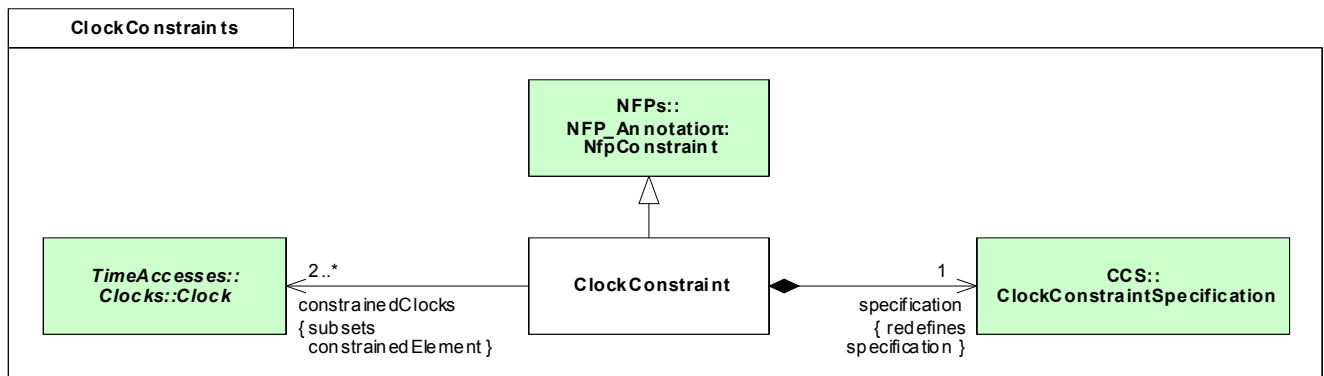 ClockConstraints
NFPs::
NFP_Annotation::
NfpConstraint
TimeAccesses::
Clocks::Clock
2..*
constrainedClocks
{ subsets
constrainedElement }
ClockConstraint
1
specification
{ redefines
specification }
CCS::
ClockConstraintSpecification